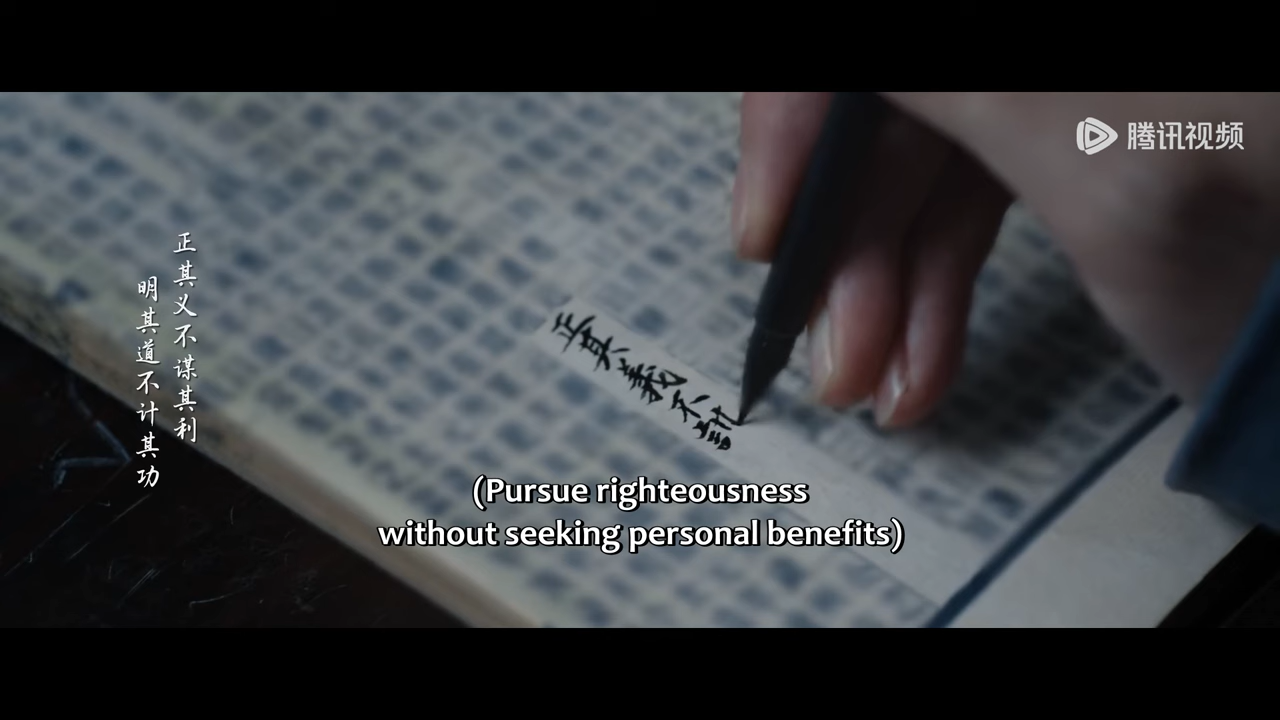 腾讯视频
正其义不谋其利
明其道不计其功
正其義不
(Pursue righteousness
without seeking personal benefits)